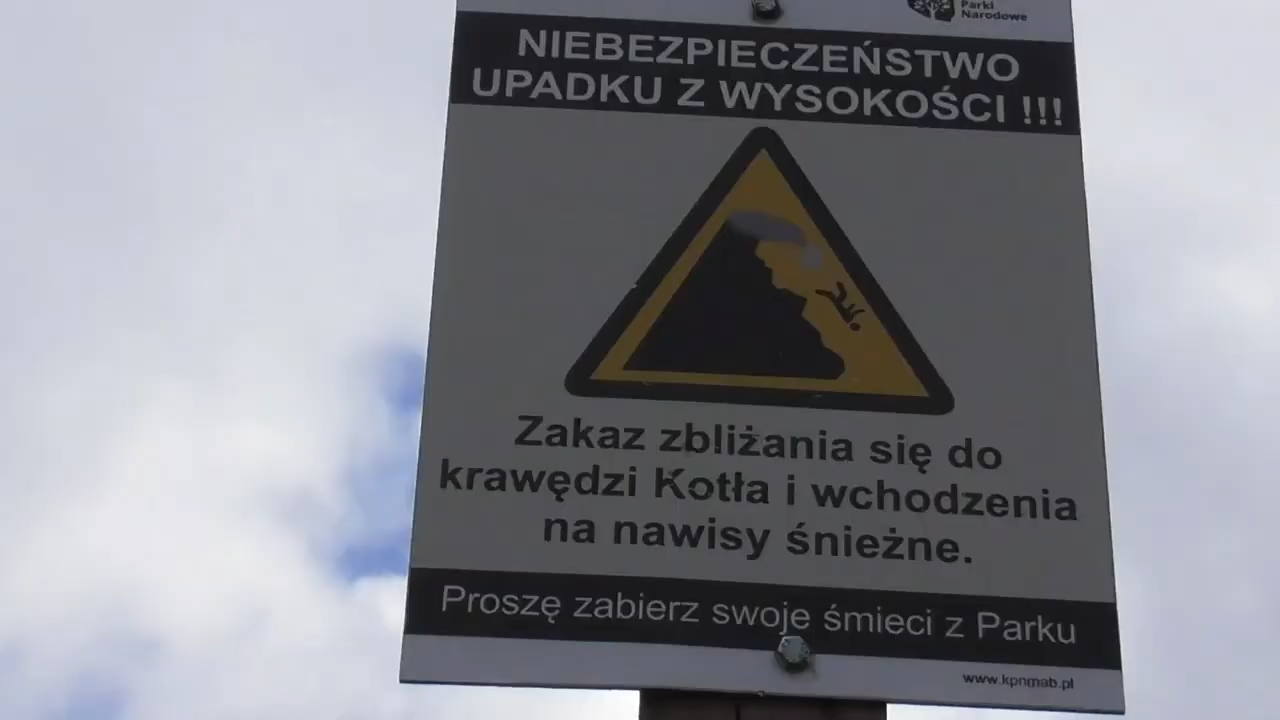 Parki
Narodowe
NIEBEZPIECZEŃSTWO
UPADKU Z WYSOKOŚCI !!!
Zakaz zbliżania się do
krawędzi Kotła i wchodzenia
na nawisy śnieżne.
Proszę zabierz swoje śmieci z Parku
www.kpnmab.pl